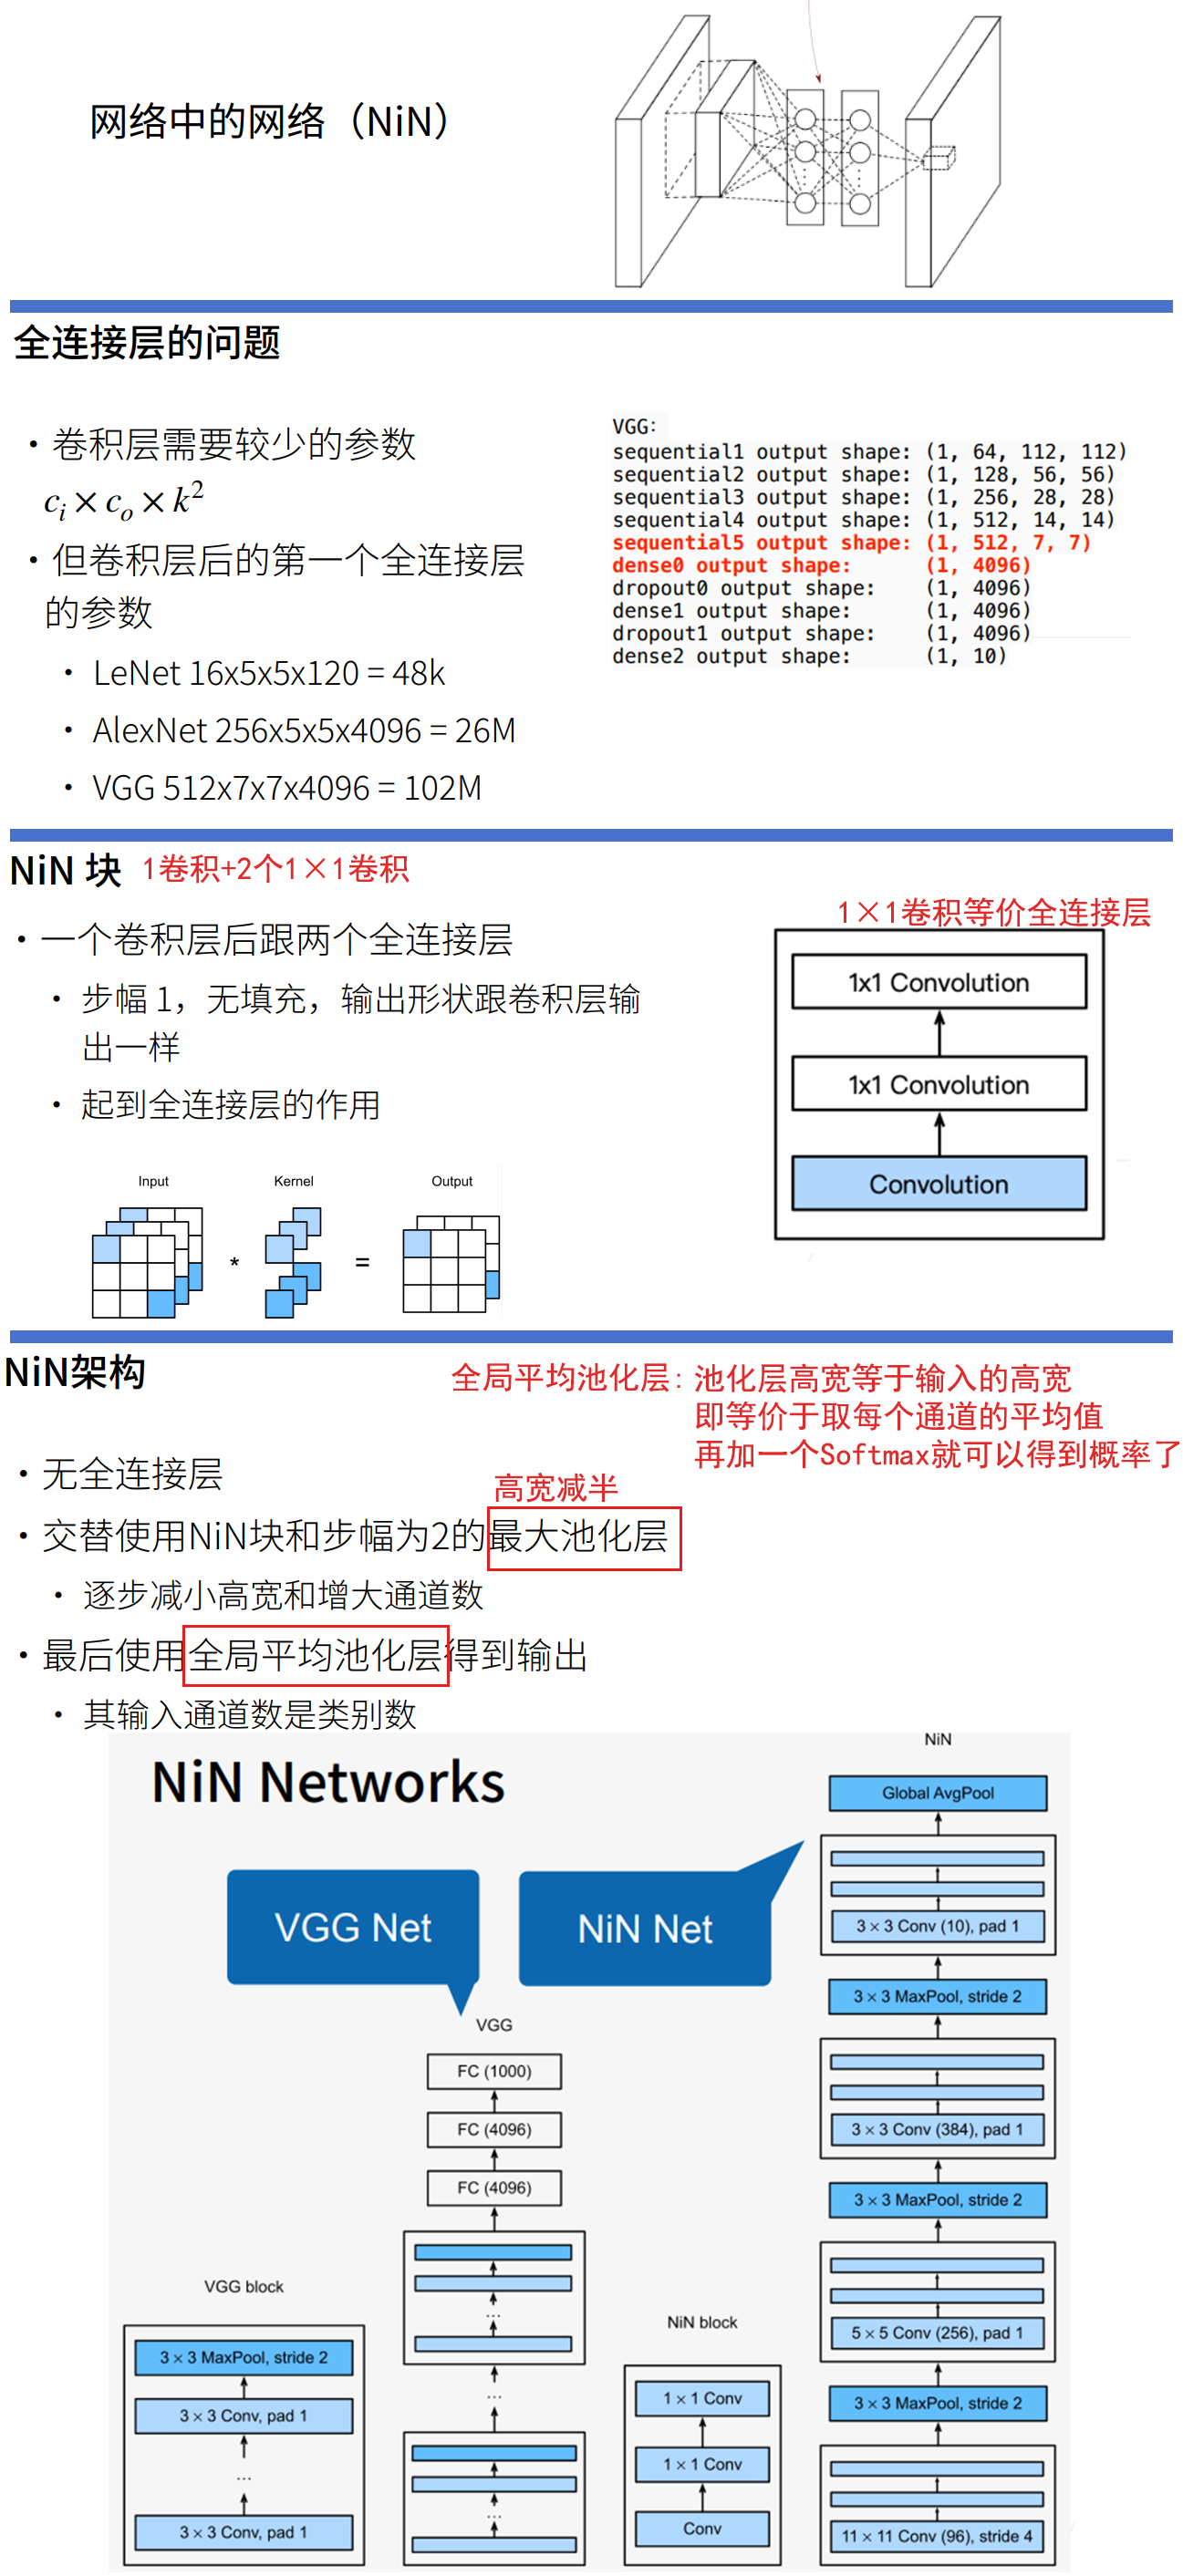 网络中的网络（NiN）
全连接层的问题
• 卷积层需要较少的参数
c_i × c_o × k²
• 但卷积层后的第一个全连接层
的参数
• LeNet 16x5x5x120 = 48k
• AlexNet 256x5x5x4096 = 26M
• VGG 512x7x7x4096 = 102M
VGG:
sequential1 output shape: (1, 64, 112, 112)
sequential2 output shape: (1, 128, 56, 56)
sequential3 output shape: (1, 256, 28, 28)
sequential4 output shape: (1, 512, 14, 14)
sequential5 output shape: (1, 512, 7, 7)
dense0 output shape: (1, 4096)
dropout0 output shape: (1, 4096)
dense1 output shape: (1, 4096)
dropout1 output shape: (1, 4096)
dense2 output shape: (1, 10)
NiN 块 1卷积+2个1×1卷积
• 一个卷积层后跟两个全连接层
• 步幅 1，无填充，输出形状跟卷积层输
出一样
• 起到全连接层的作用
1×1卷积等价全连接层
1x1 Convolution
1x1 Convolution
Convolution
Input Kernel Output
* =
NiN架构
全局平均池化层: 池化层高宽等于输入的高宽
即等价于取每个通道的平均值
再加一个Softmax就可以得到概率了
• 无全连接层
高宽减半
• 交替使用NiN块和步幅为2的最大池化层
• 逐步减小高宽和增大通道数
• 最后使用全局平均池化层得到输出
• 其输入通道数是类别数
NiN Networks
VGG Net
NiN Net
VGG block
3 × 3 MaxPool, stride 2
3 × 3 Conv, pad 1
...
3 × 3 Conv, pad 1
VGG
FC (1000)
FC (4096)
FC (4096)
...
...
...
NiN block
1 × 1 Conv
1 × 1 Conv
Conv
NiN
Global AvgPool
3 × 3 Conv (10), pad 1
3 × 3 MaxPool, stride 2
3 × 3 Conv (384), pad 1
3 × 3 MaxPool, stride 2
5 × 5 Conv (256), pad 1
3 × 3 MaxPool, stride 2
11 × 11 Conv (96), stride 4